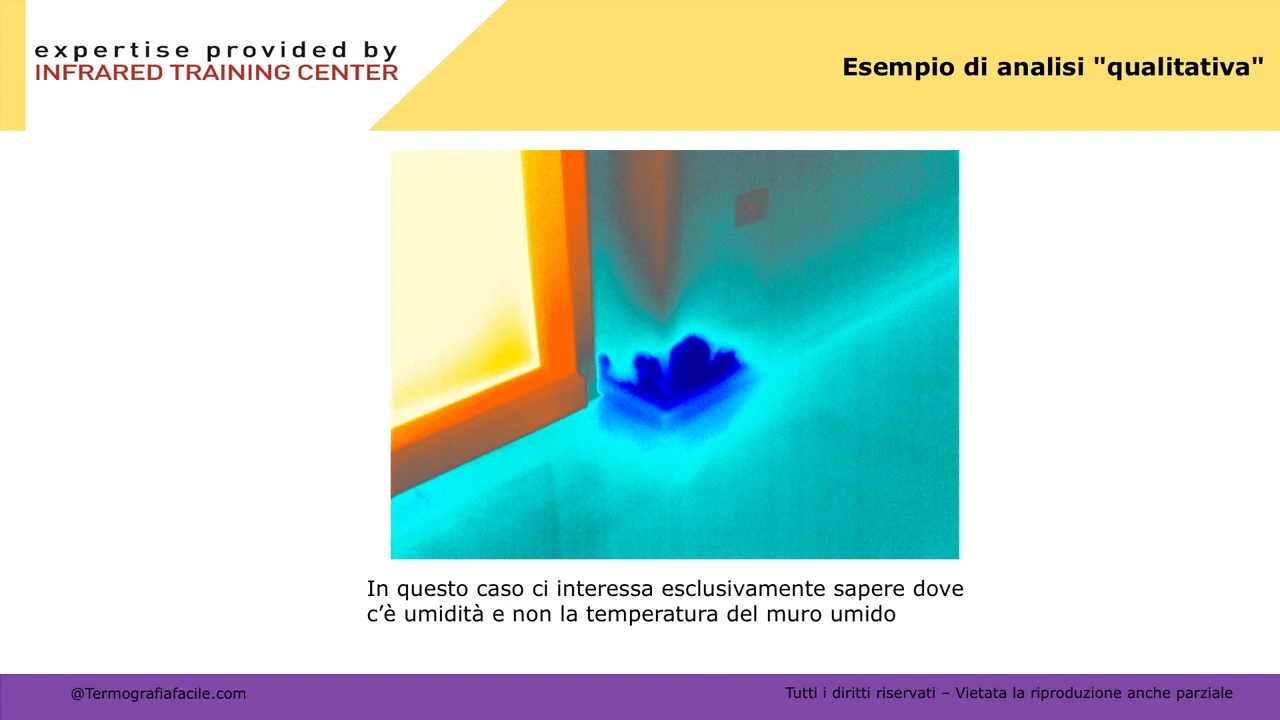 expertise provided by
INFRARED TRAINING CENTER
Esempio di analisi "qualitativa"
In questo caso ci interessa esclusivamente sapere dove
c’è umidità e non la temperatura del muro umido
@Termografiafacile.com
Tutti i diritti riservati – Vietata la riproduzione anche parziale